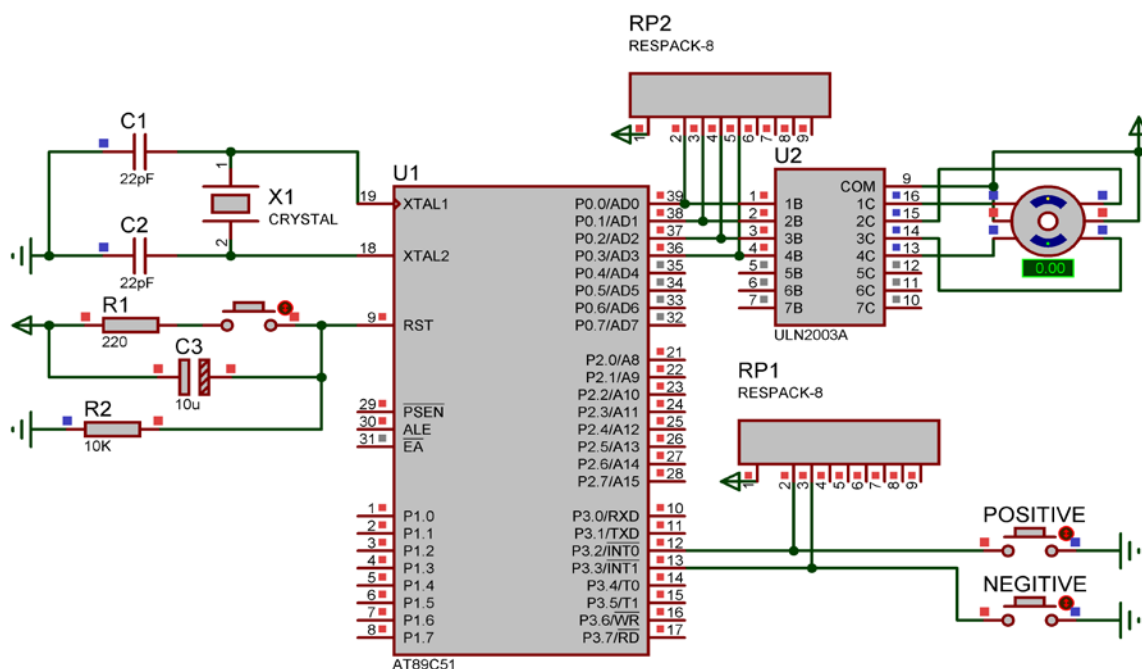 RP2
RESPACK-8
1
2
3
4
5
6
7
8
9
C1
22pF
1
X1
CRYSTAL
2
C2
22pF
R1
220
C3
10u
R2
10K
U1
19 XTAL1
18 XTAL2
9 RST
29 PSEN
30 ALE
31 EA
1 P1.0
2 P1.1
3 P1.2
4 P1.3
5 P1.4
6 P1.5
7 P1.6
8 P1.7
P0.0/AD0 39
P0.1/AD1 38
P0.2/AD2 37
P0.3/AD3 36
P0.4/AD4 35
P0.5/AD5 34
P0.6/AD6 33
P0.7/AD7 32
P2.0/A8 21
P2.1/A9 22
P2.2/A10 23
P2.3/A11 24
P2.4/A12 25
P2.5/A13 26
P2.6/A14 27
P2.7/A15 28
P3.0/RXD 10
P3.1/TXD 11
P3.2/INT0 12
P3.3/INT1 13
P3.4/T0 14
P3.5/T1 15
P3.6/WR 16
P3.7/RD 17
AT89C51
U2
COM 9
1 1B 1C 16
2 2B 2C 15
3 3B 3C 14
4 4B 4C 13
5 5B 5C 12
6 6B 6C 11
7 7B 7C 10
ULN2003A
0.00
RP1
RESPACK-8
1
2
3
4
5
6
7
8
9
POSITIVE
NEGITIVE